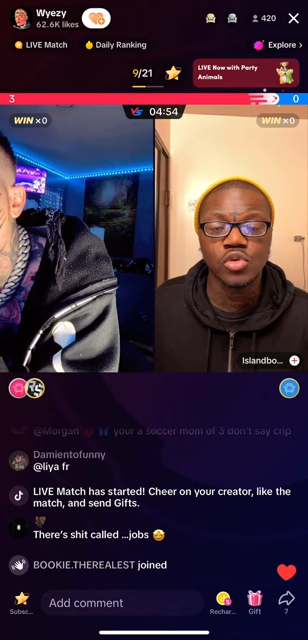 Wyezy
62.6K likes
420
LIVE Match
Daily Ranking
Explore >
9/21
LIVE Now with Party
Animals
3
0
WIN ×0
VS 04:54
WIN ×0
Islandbo...
@Morgan your a soccer mom of 3 don't say crip
Damientofunny
@liya fr
LIVE Match has started! Cheer on your creator, like the
match, and send Gifts.
There's shit called ...jobs 🤩
BOOKIE.THEREALEST joined
Add comment
Subsc...
Rechar...
Gift
7